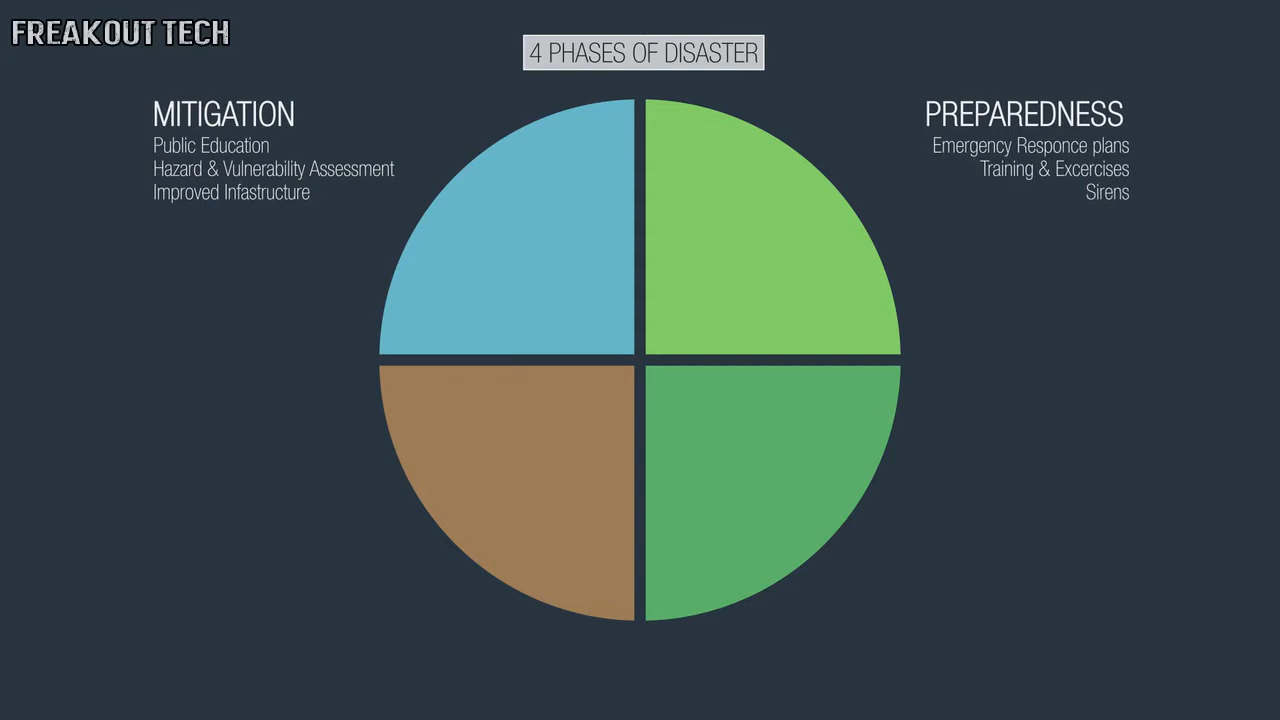 FREAKOUT TECH
4 PHASES OF DISASTER
MITIGATION
Public Education
Hazard & Vulnerability Assessment
Improved Infastructure
PREPAREDNESS
Emergency Responce plans
Training & Excercises
Sirens